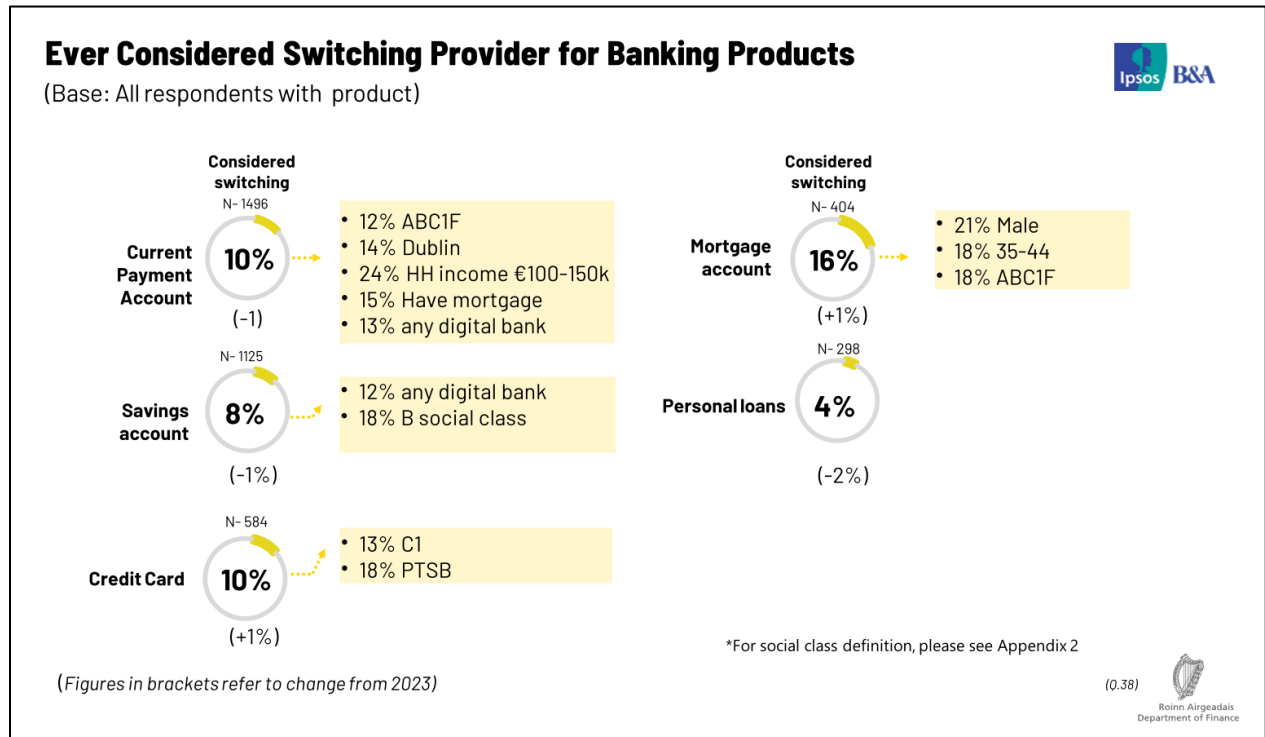 Ever Considered Switching Provider for Banking Products
(Base: All respondents with product)
Ipsos B&A
Considered
switching
N- 1496
Current
Payment
Account
10%
(-1)
• 12% ABC1F
• 14% Dublin
• 24% HH income €100-150k
• 15% Have mortgage
• 13% any digital bank
N- 1125
Savings
account
8%
(-1%)
• 12% any digital bank
• 18% B social class
N- 584
Credit Card
10%
(+1%)
• 13% C1
• 18% PTSB
Considered
switching
N- 404
Mortgage
account
16%
(+1%)
• 21% Male
• 18% 35-44
• 18% ABC1F
N- 298
Personal loans
4%
(-2%)
*For social class definition, please see Appendix 2
(Figures in brackets refer to change from 2023)
(Q.38)
Roinn Airgeadais
Department of Finance